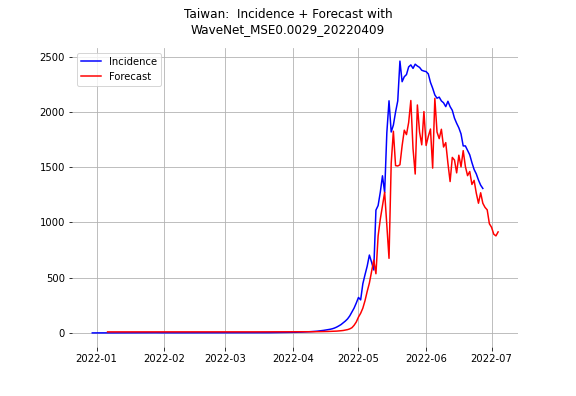 Taiwan:  Incidence + Forecast with
WaveNet_MSE0.0029_20220409
Incidence
Forecast
2500
2000
1500
1000
500
0
2022-01 2022-02 2022-03 2022-04 2022-05 2022-06 2022-07